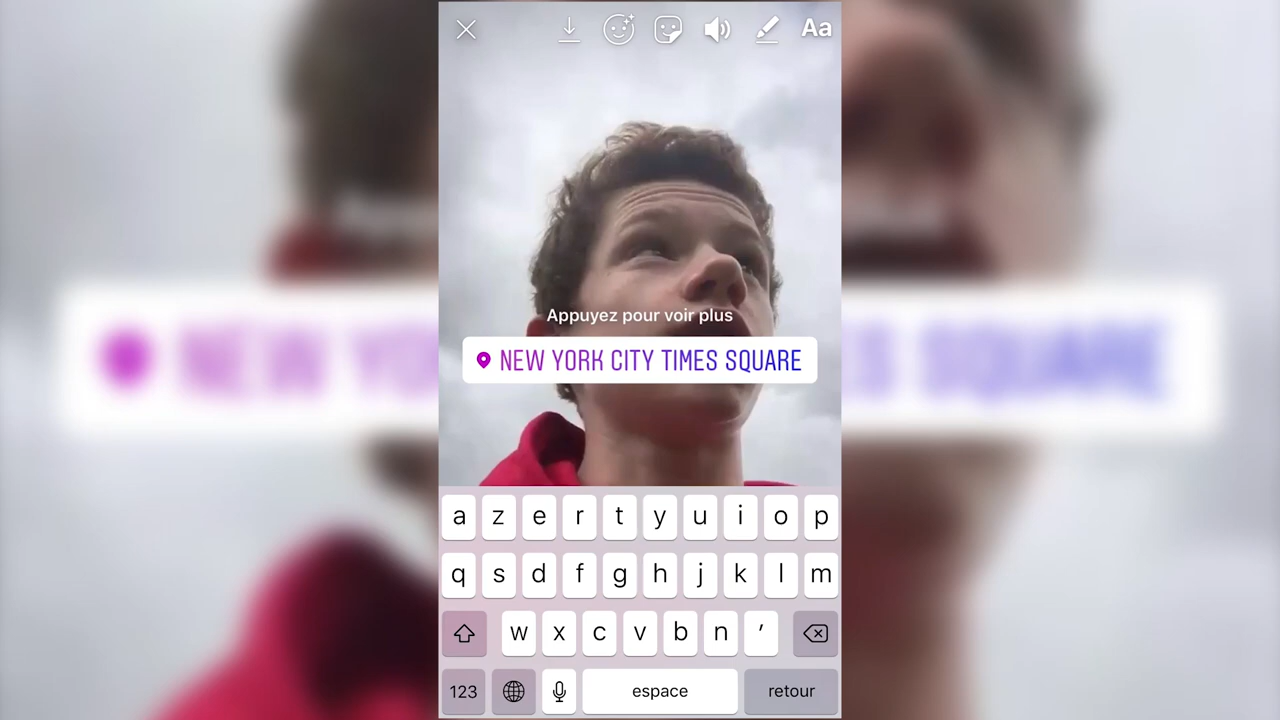 Aa
Appuyez pour voir plus
NEW YORK CITY TIMES SQUARE
a z e r t y u i o p
q s d f g h j k l m
w x c v b n ’
123 espace retour